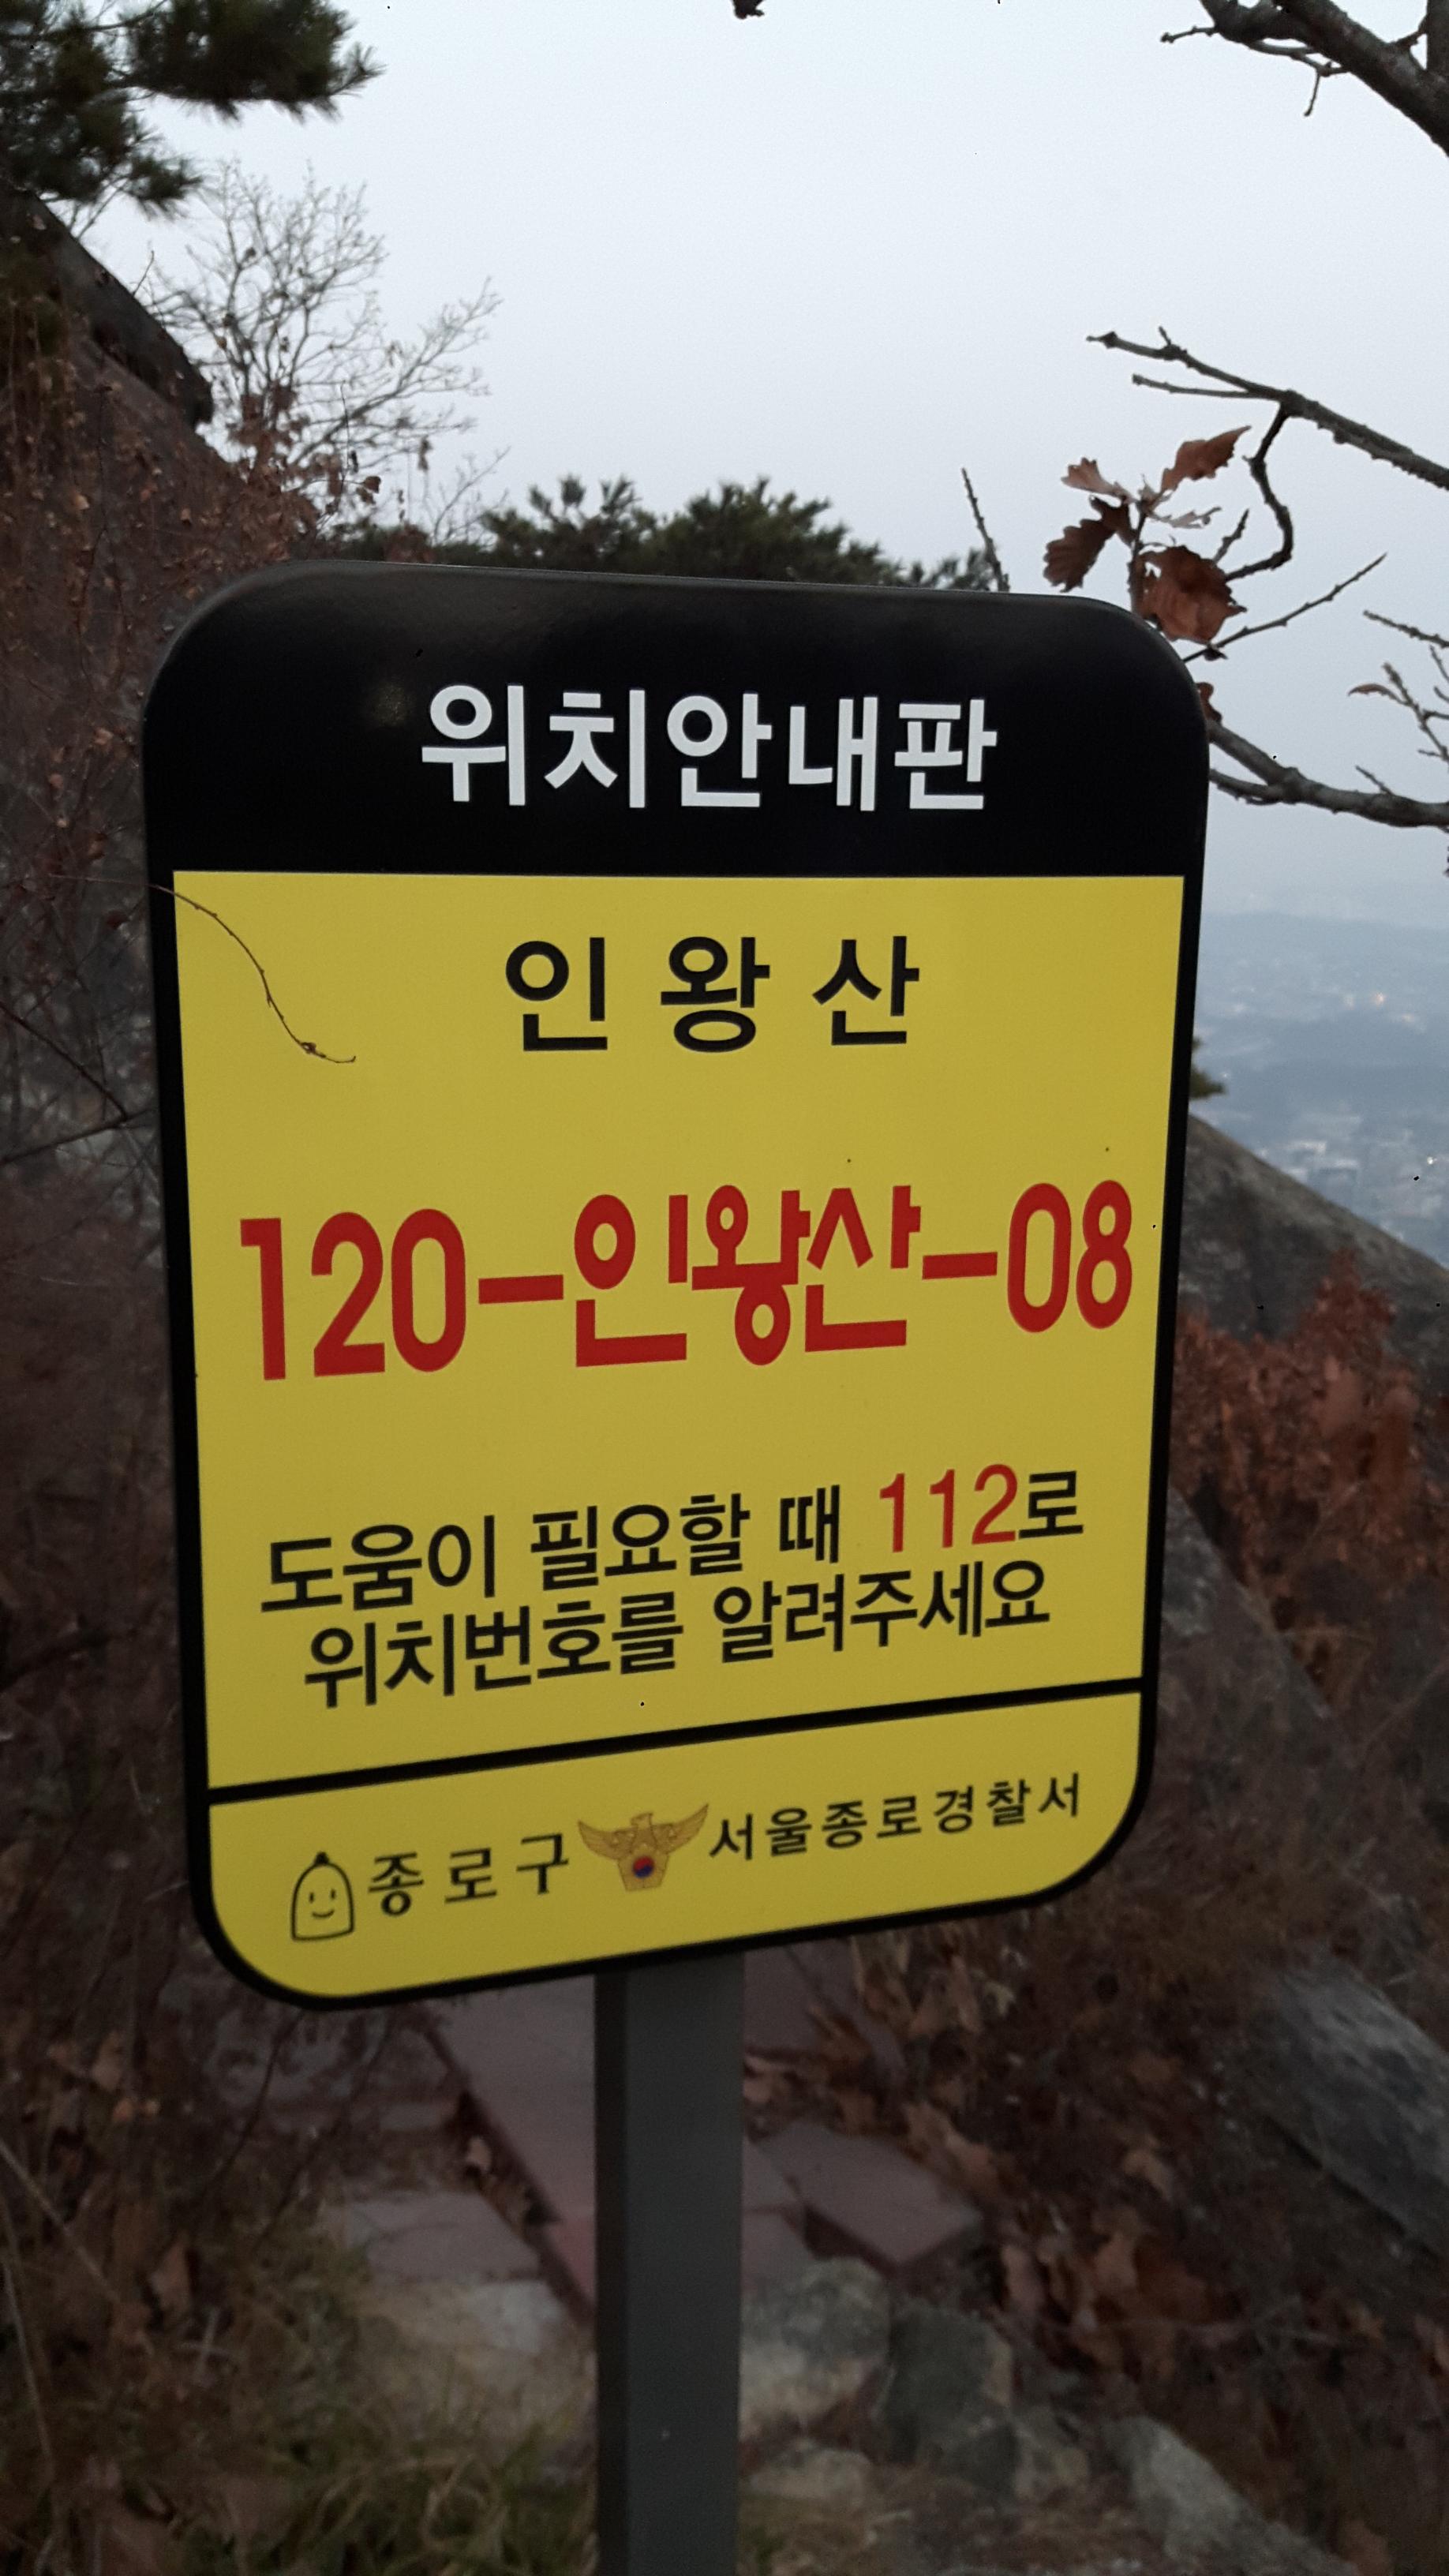 위치안내판
인 왕 산
120-인왕산-08
도움이 필요할 때 112로
위치번호를 알려주세요
종로구 서울종로경찰서